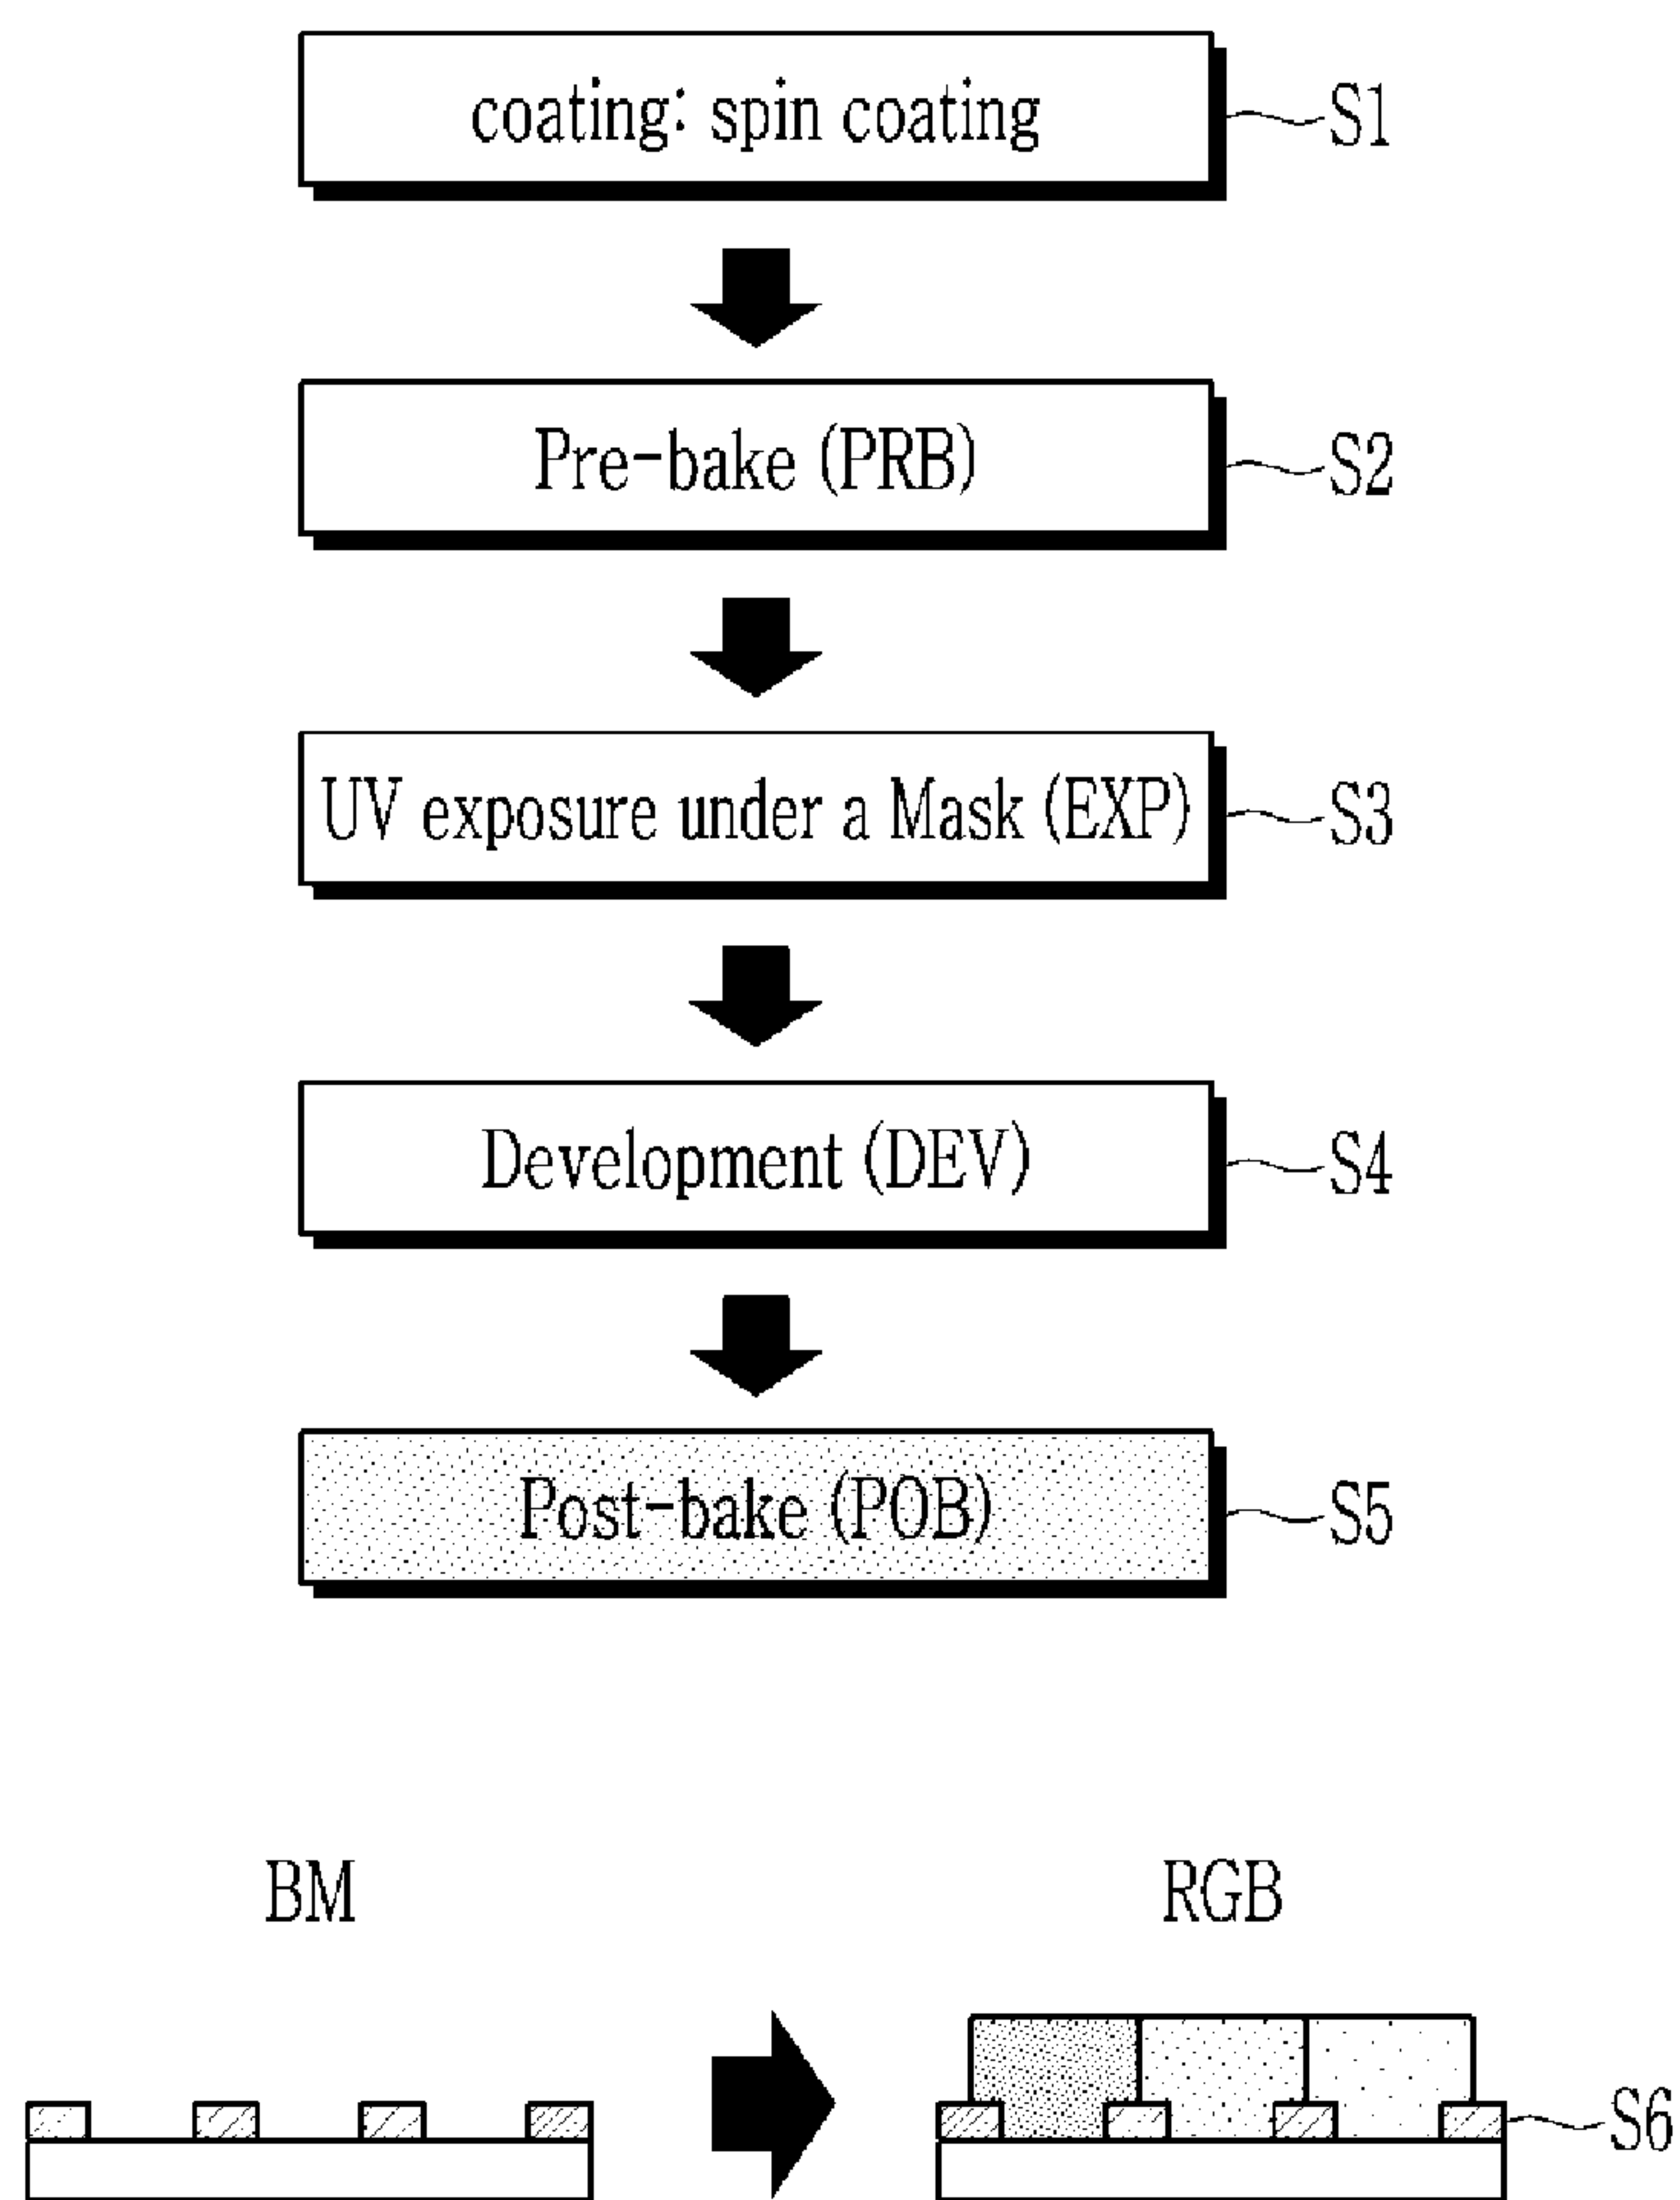 coating: spin coating
S1
Pre-bake (PRB)
S2
UV exposure under a Mask (EXP)
S3
Development (DEV)
S4
Post-bake (POB)
S5
BM
RGB
S6